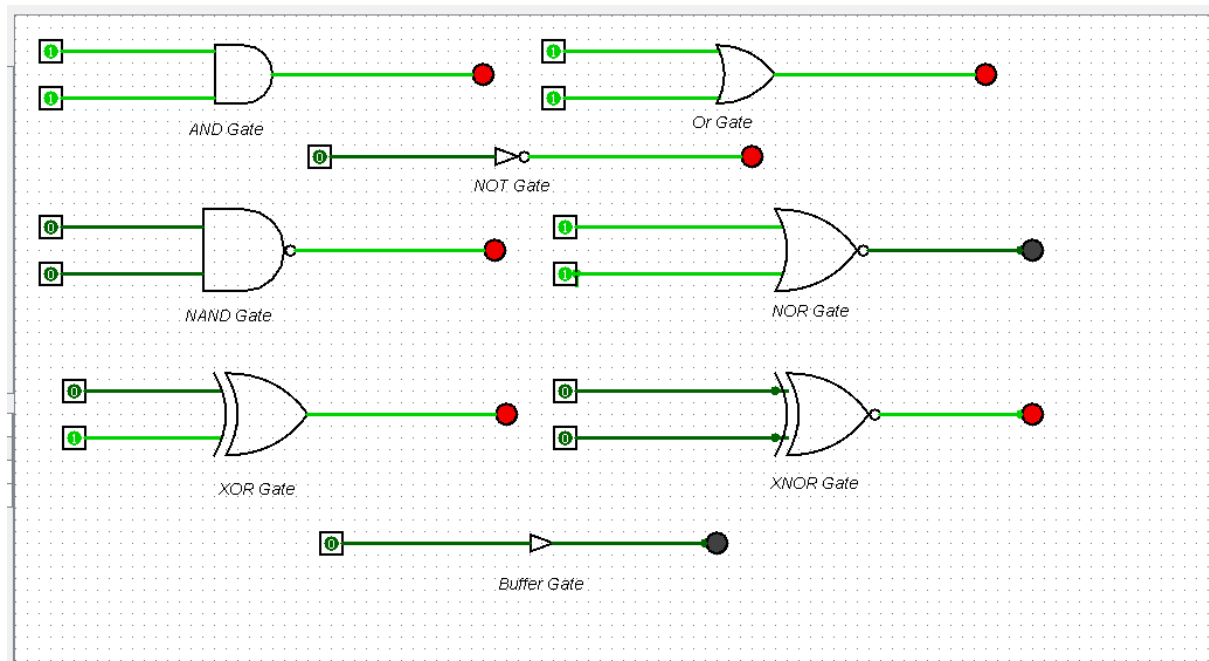 1
1
AND Gate
1
1
Or Gate
0
NOT Gate
0
0
NAND Gate
1
1
NOR Gate
0
1
XOR Gate
0
0
XNOR Gate
0
Buffer Gate